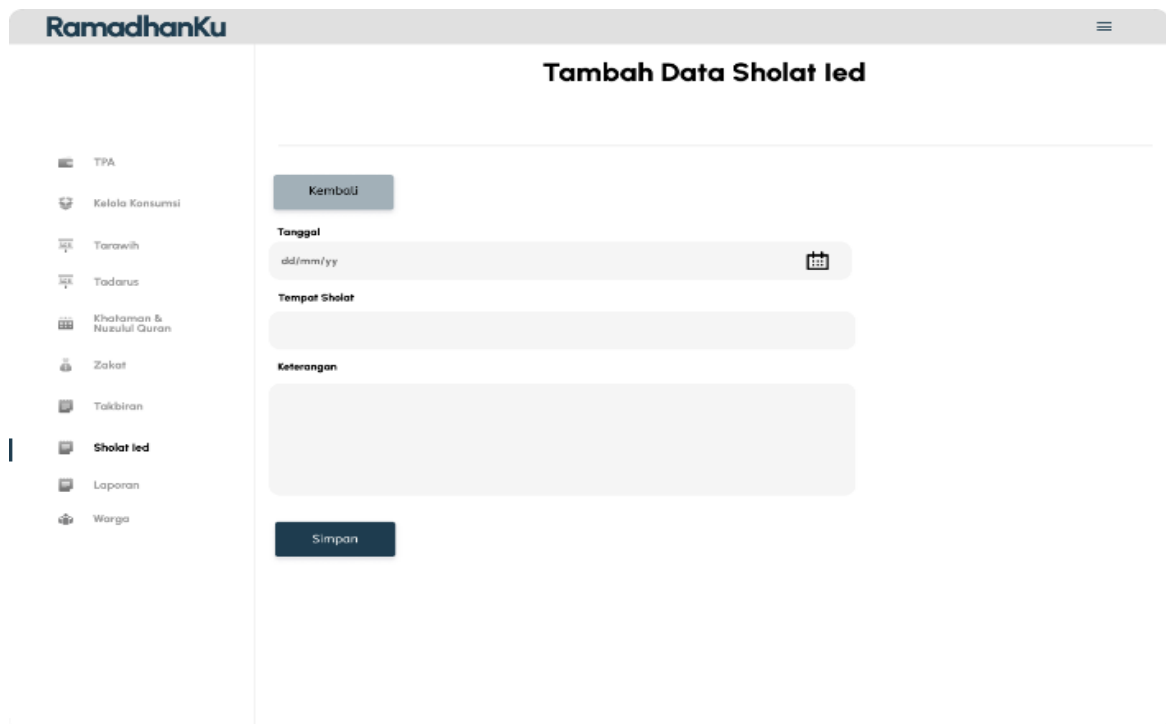 RamadhanKu
Tambah Data Sholat Ied
TPA
Kelola Konsumsi
Tarawih
Tadarus
Khataman &
Nuzulul Quran
Zakat
Takbiran
Sholat Ied
Laporan
Warga
Kembali
Tanggal
dd/mm/yy
Tempat Sholat
Keterangan
Simpan